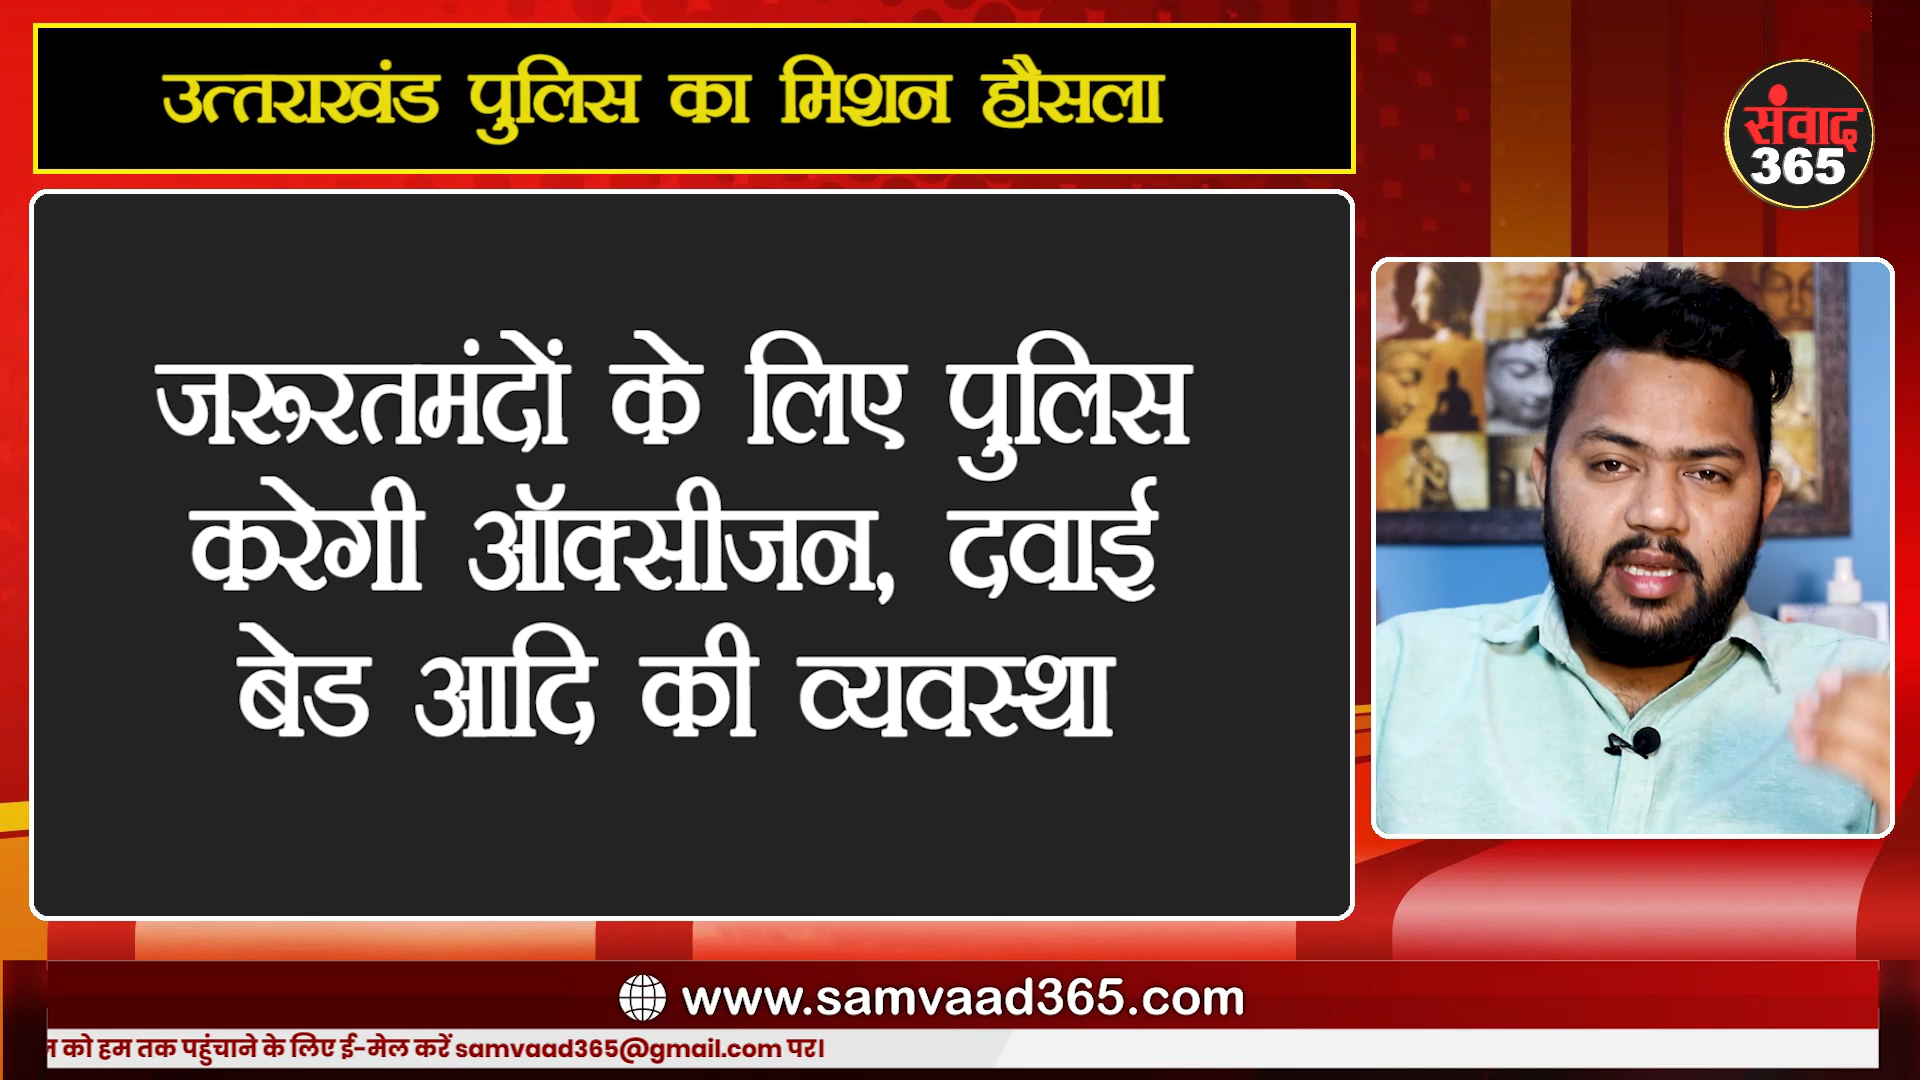 उत्तराखंड पुलिस का मिशन हौसला
संवाद
365
जरूरतमंदों के लिए पुलिस
करेगी ऑक्सीजन, दवाई
बेड आदि की व्यवस्था
www.samvaad365.com
को हम तक पहुंचाने के लिए ई-मेल करें samvaad365@gmail.com पर।